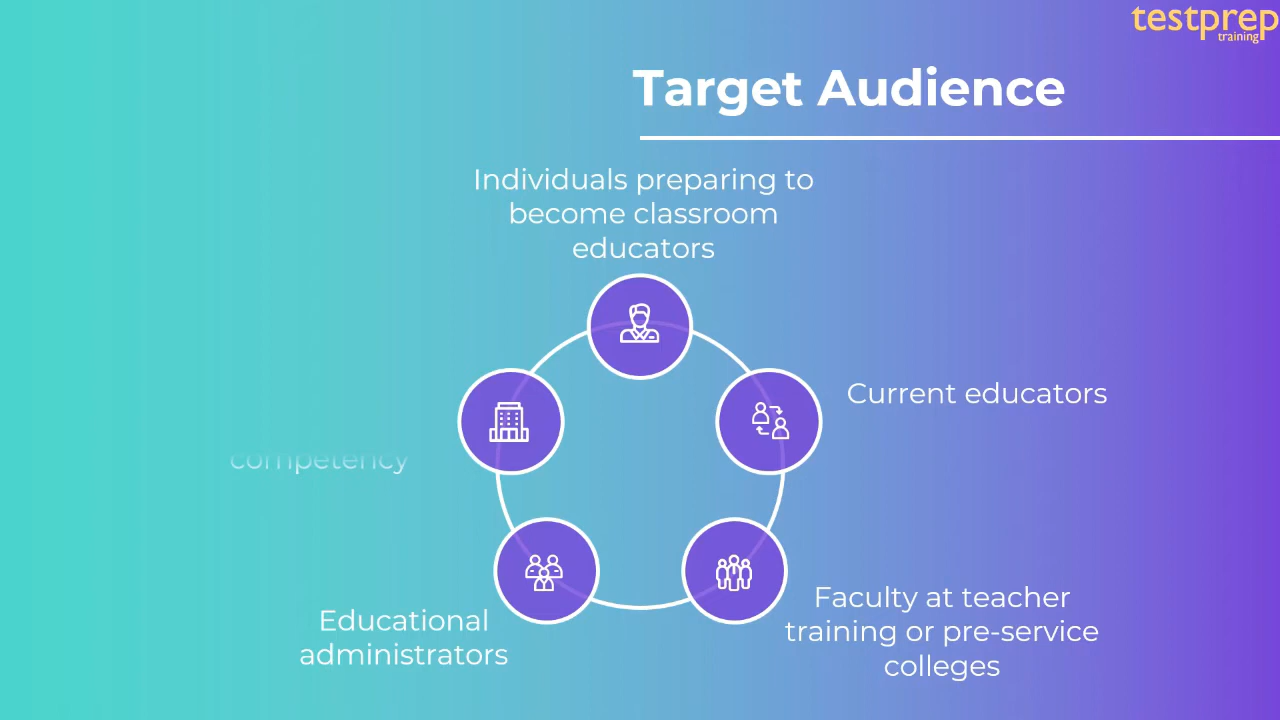 testprep
training
Target Audience
Individuals preparing to
become classroom
educators
Current educators
competency
Educational
administrators
Faculty at teacher
training or pre-service
colleges